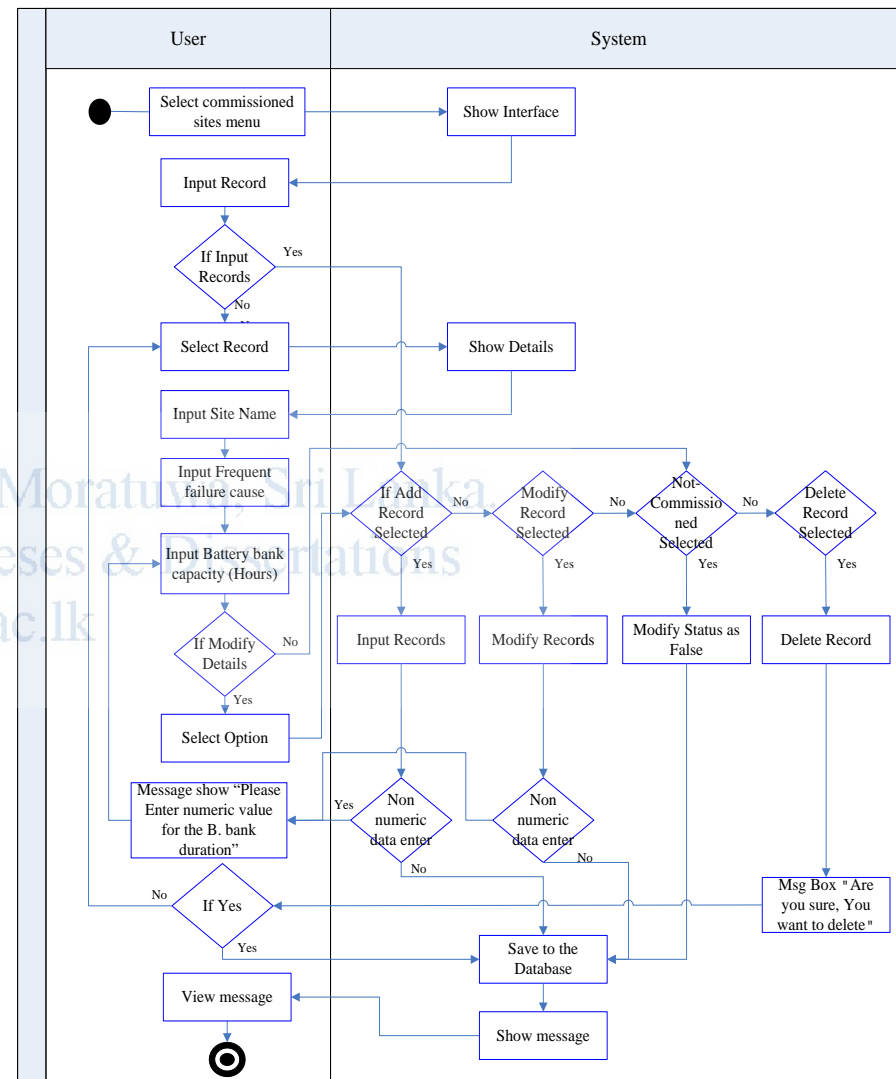 User
System
Select commissioned
sites menu
Show Interface
Input Record
If Input
Records
Yes
No
Select Record
Show Details
Input Site Name
Input Frequent
failure cause
Moratuwa, Sri Lanka.
eses & Dissertations
ac.lk
If Add
Record
Selected
No
Modify
Record
Selected
No
Not-
Commissio
ned
Selected
No
Delete
Record
Selected
Input Battery bank
capacity (Hours)
Yes
Yes
Yes
Yes
If Modify
Details
No
Yes
Input Records
Modify Records
Modify Status as
False
Delete Record
Select Option
Message show “Please
Enter numeric value
for the B. bank
duration”
Yes
Non
numeric
data enter
No
Non
numeric
data enter
No
Msg Box "Are
you sure, You
want to delete"
No
If Yes
Yes
Save to the
Database
View message
Show message